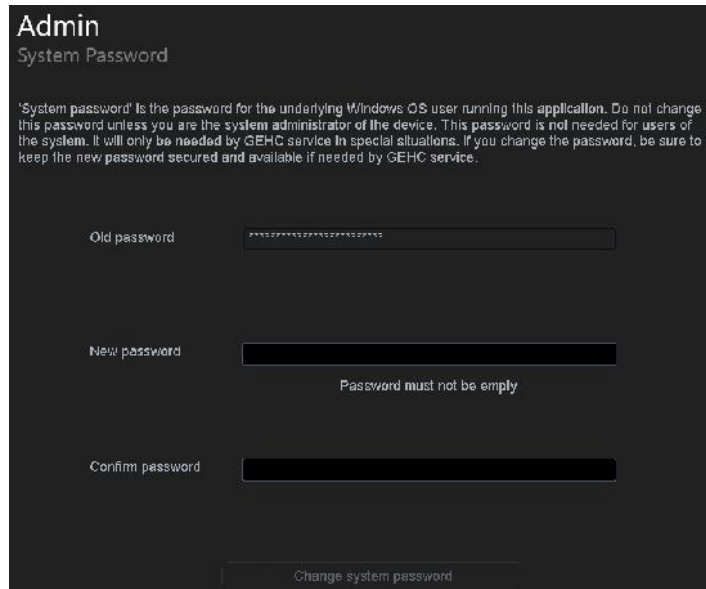 Admin
System Password
'System password' is the password for the underlying Windows OS user running this application. Do not change
this password unless you are the system administrator of the device. This password is not needed for users of
the system. It will only be needed by GEHC service in special situations. If you change the password, be sure to
keep the new password secured and available if needed by GEHC service.
Old password
************************
New password
Password must not be empty
Confirm password
Change system password